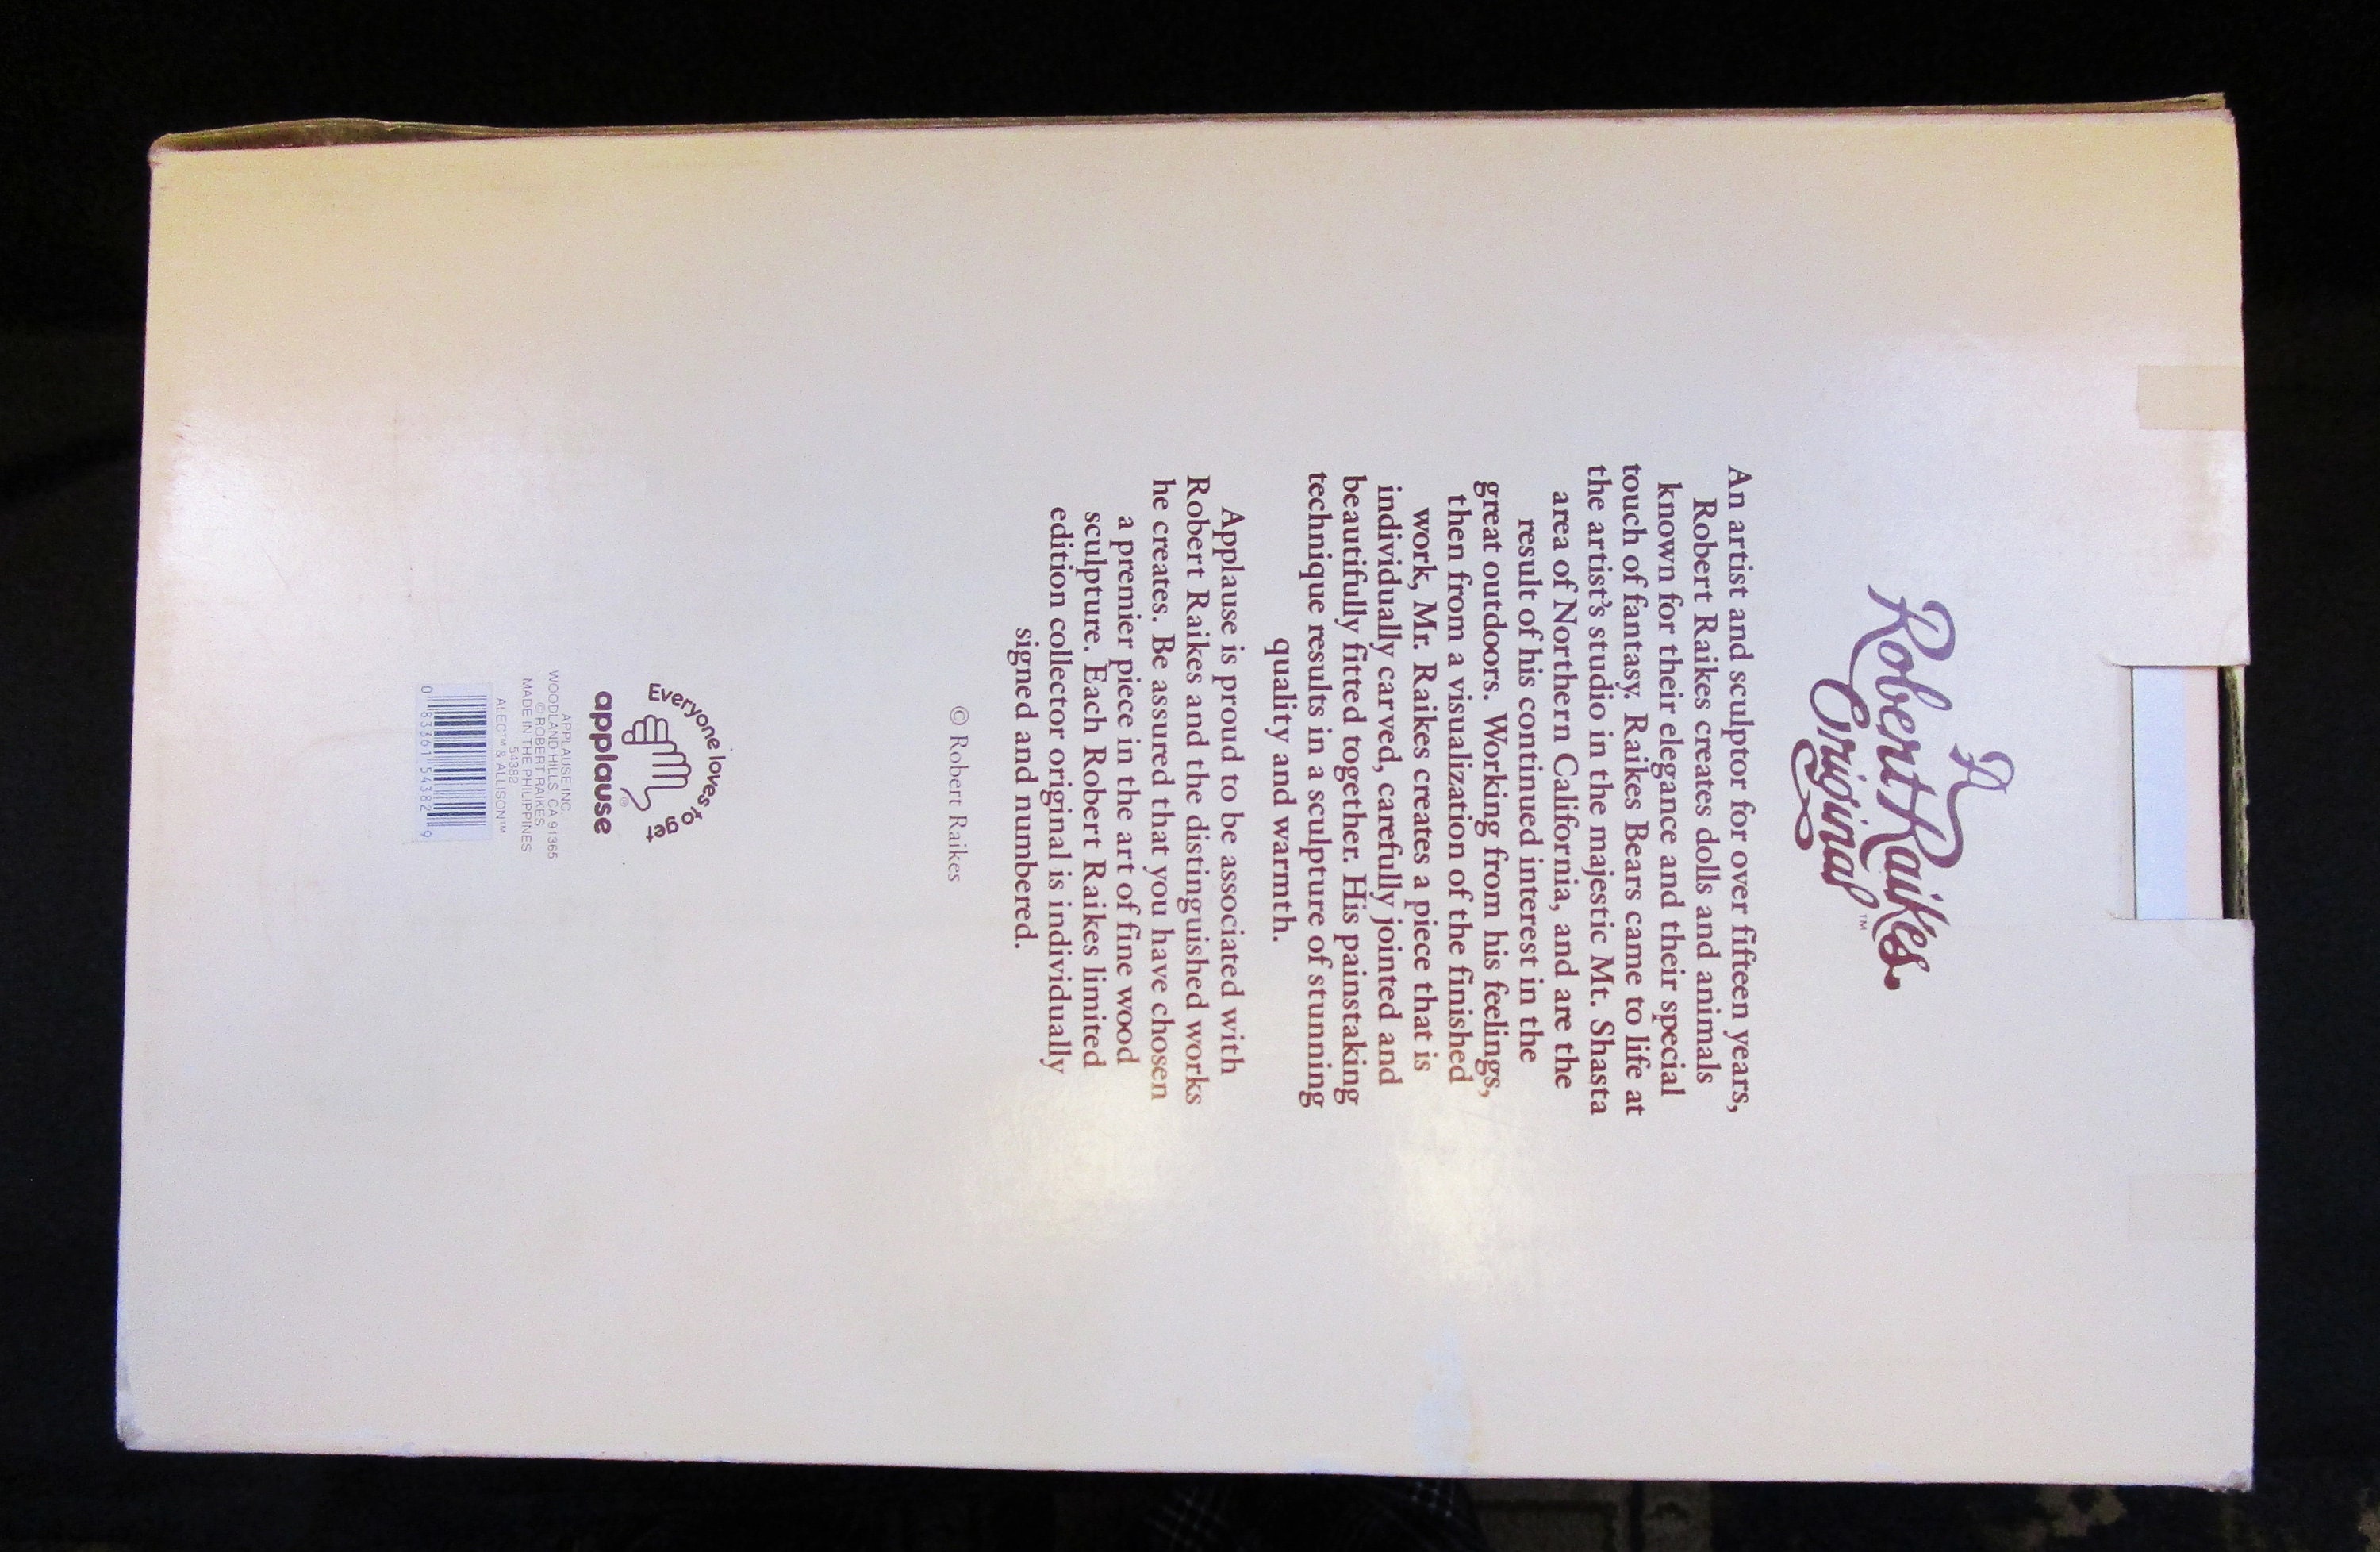 A
Robert Raikes
Original™
An artist and sculptor for over fifteen years,
Robert Raikes creates dolls and animals
known for their elegance and their special
touch of fantasy. Raikes Bears came to life at
the artist's studio in the majestic Mt. Shasta
area of Northern California, and are the
result of his continued interest in the
great outdoors. Working from his feelings,
then from a visualization of the finished
work, Mr. Raikes creates a piece that is
individually carved, carefully jointed and
beautifully fitted together. His painstaking
technique results in a sculpture of stunning
quality and warmth.
Applause is proud to be associated with
Robert Raikes and the distinguished works
he creates. Be assured that you have chosen
a premier piece in the art of fine wood
sculpture. Each Robert Raikes limited
edition collector original is individually
signed and numbered.
© Robert Raikes
Everyone loves to get
applause®
APPLAUSE INC.
WOODLAND HILLS, CA 91365
© ROBERT RAIKES
MADE IN THE PHILIPPINES
54382
ALEC™ & ALLISON™
0 83361 54382 9